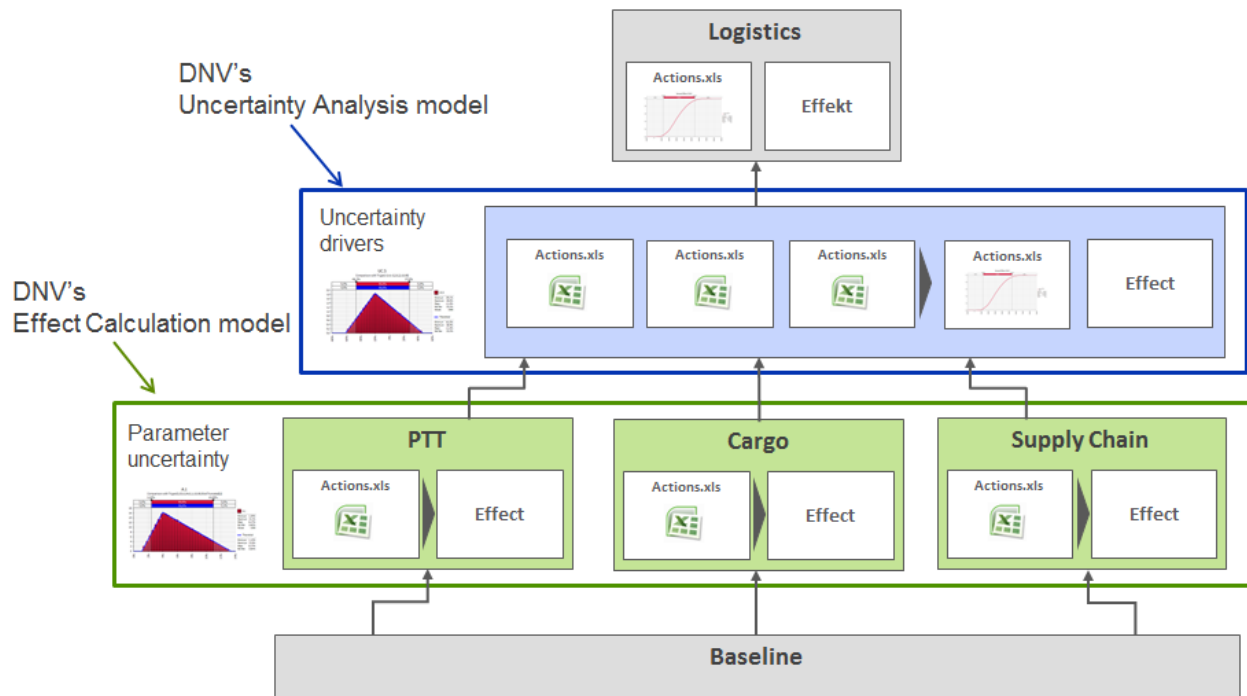 Logistics
Actions.xls
Effekt
DNV's
Uncertainty Analysis model
Uncertainty
drivers
Actions.xls
Actions.xls
Actions.xls
Actions.xls
Effect
DNV's
Effect Calculation model
Parameter
uncertainty
PTT
Actions.xls
Effect
Cargo
Actions.xls
Effect
Supply Chain
Actions.xls
Effect
Baseline